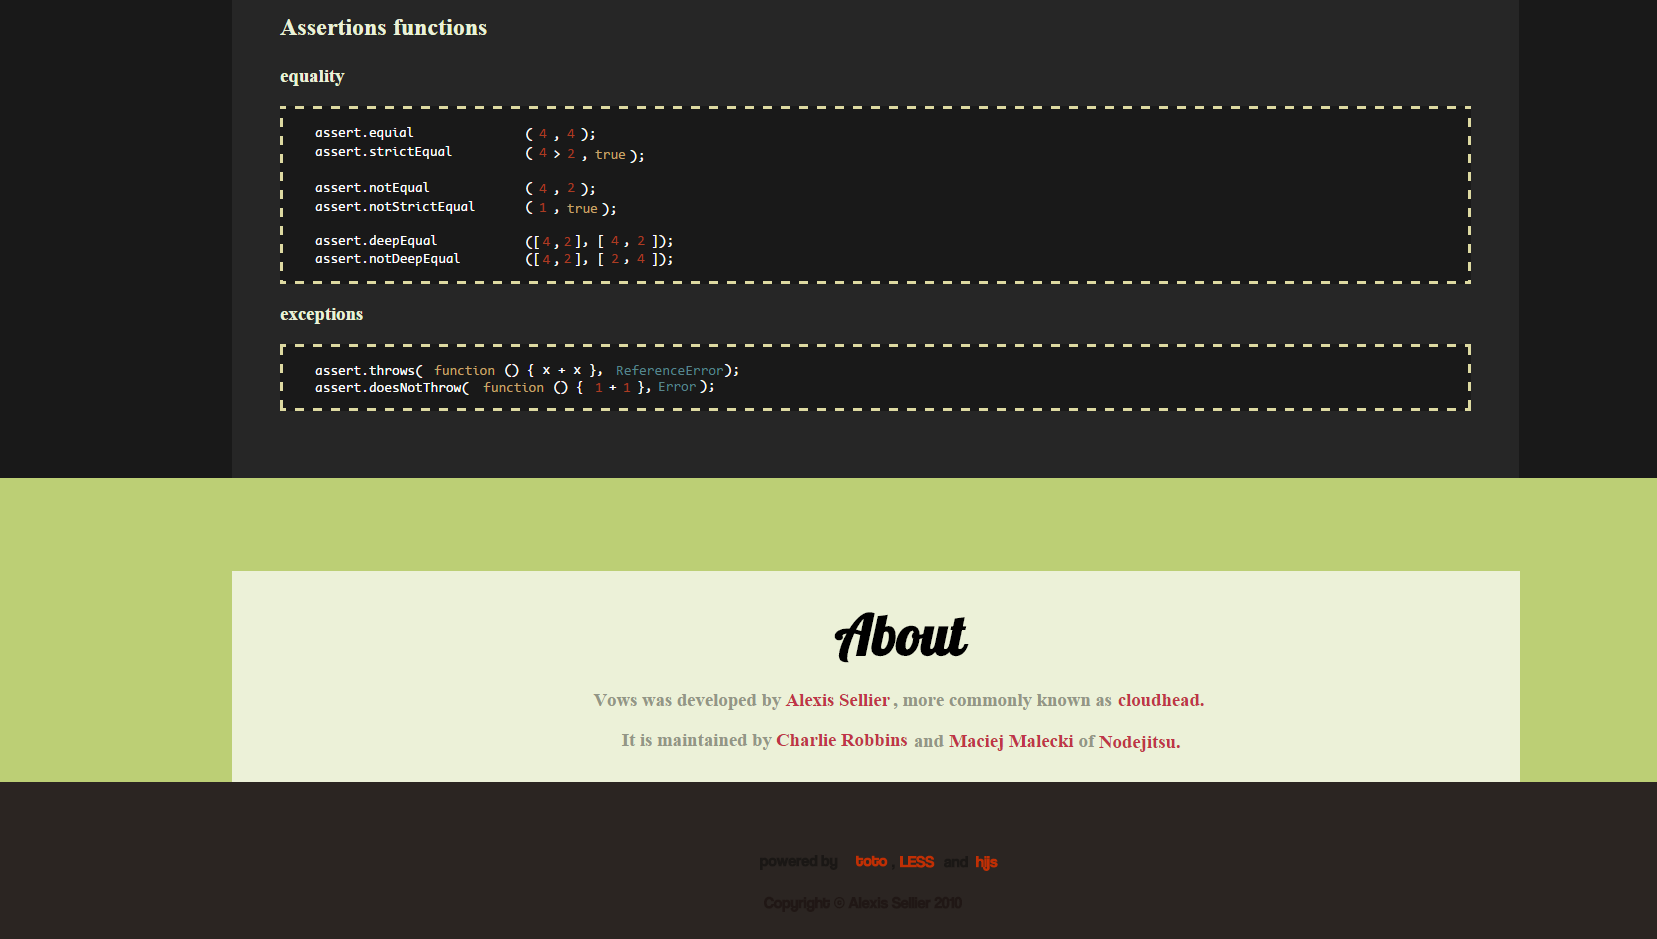 Assertions functions
equality
assert.equial ( 4 , 4 );
assert.strictEqual ( 4 > 2 , true );
assert.notEqual ( 4 , 2 );
assert.notStrictEqual ( 1 , true );
assert.deepEqual ([4,2], [ 4, 2 ]);
assert.notDeepEqual ([4,2], [ 2, 4 ]);
exceptions
assert.throws( function () { x + x }, ReferenceError);
assert.doesNotThrow( function () { 1 + 1 }, Error );
About
Vows was developed by Alexis Sellier , more commonly known as cloudhead.
It is maintained by Charlie Robbins and Maciej Malecki of Nodejitsu.
powered by toto , LESS and hijs
Copyright © Alexis Sellier 2010